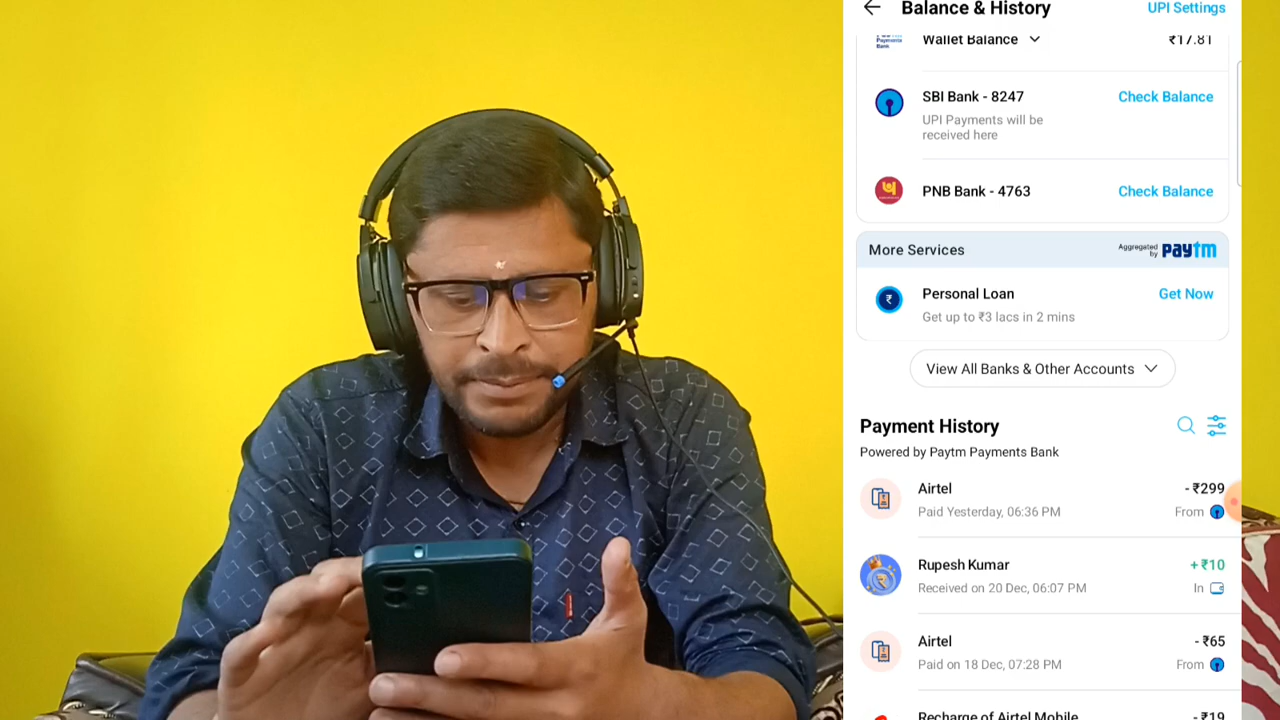 Balance & History
UPI Settings
Payments
Bank
Wallet Balance
₹17.81
SBI Bank - 8247
Check Balance
UPI Payments will be
received here
PNB Bank - 4763
Check Balance
More Services
Aggregated
by paytm
Personal Loan
Get Now
Get up to ₹3 lacs in 2 mins
View All Banks & Other Accounts
Payment History
Powered by Paytm Payments Bank
Airtel
- ₹299
Paid Yesterday, 06:36 PM
From
Rupesh Kumar
+ ₹10
Received on 20 Dec, 06:07 PM
In
Airtel
- ₹65
Paid on 18 Dec, 07:28 PM
From
Recharge of Airtel Mobile
- ₹19